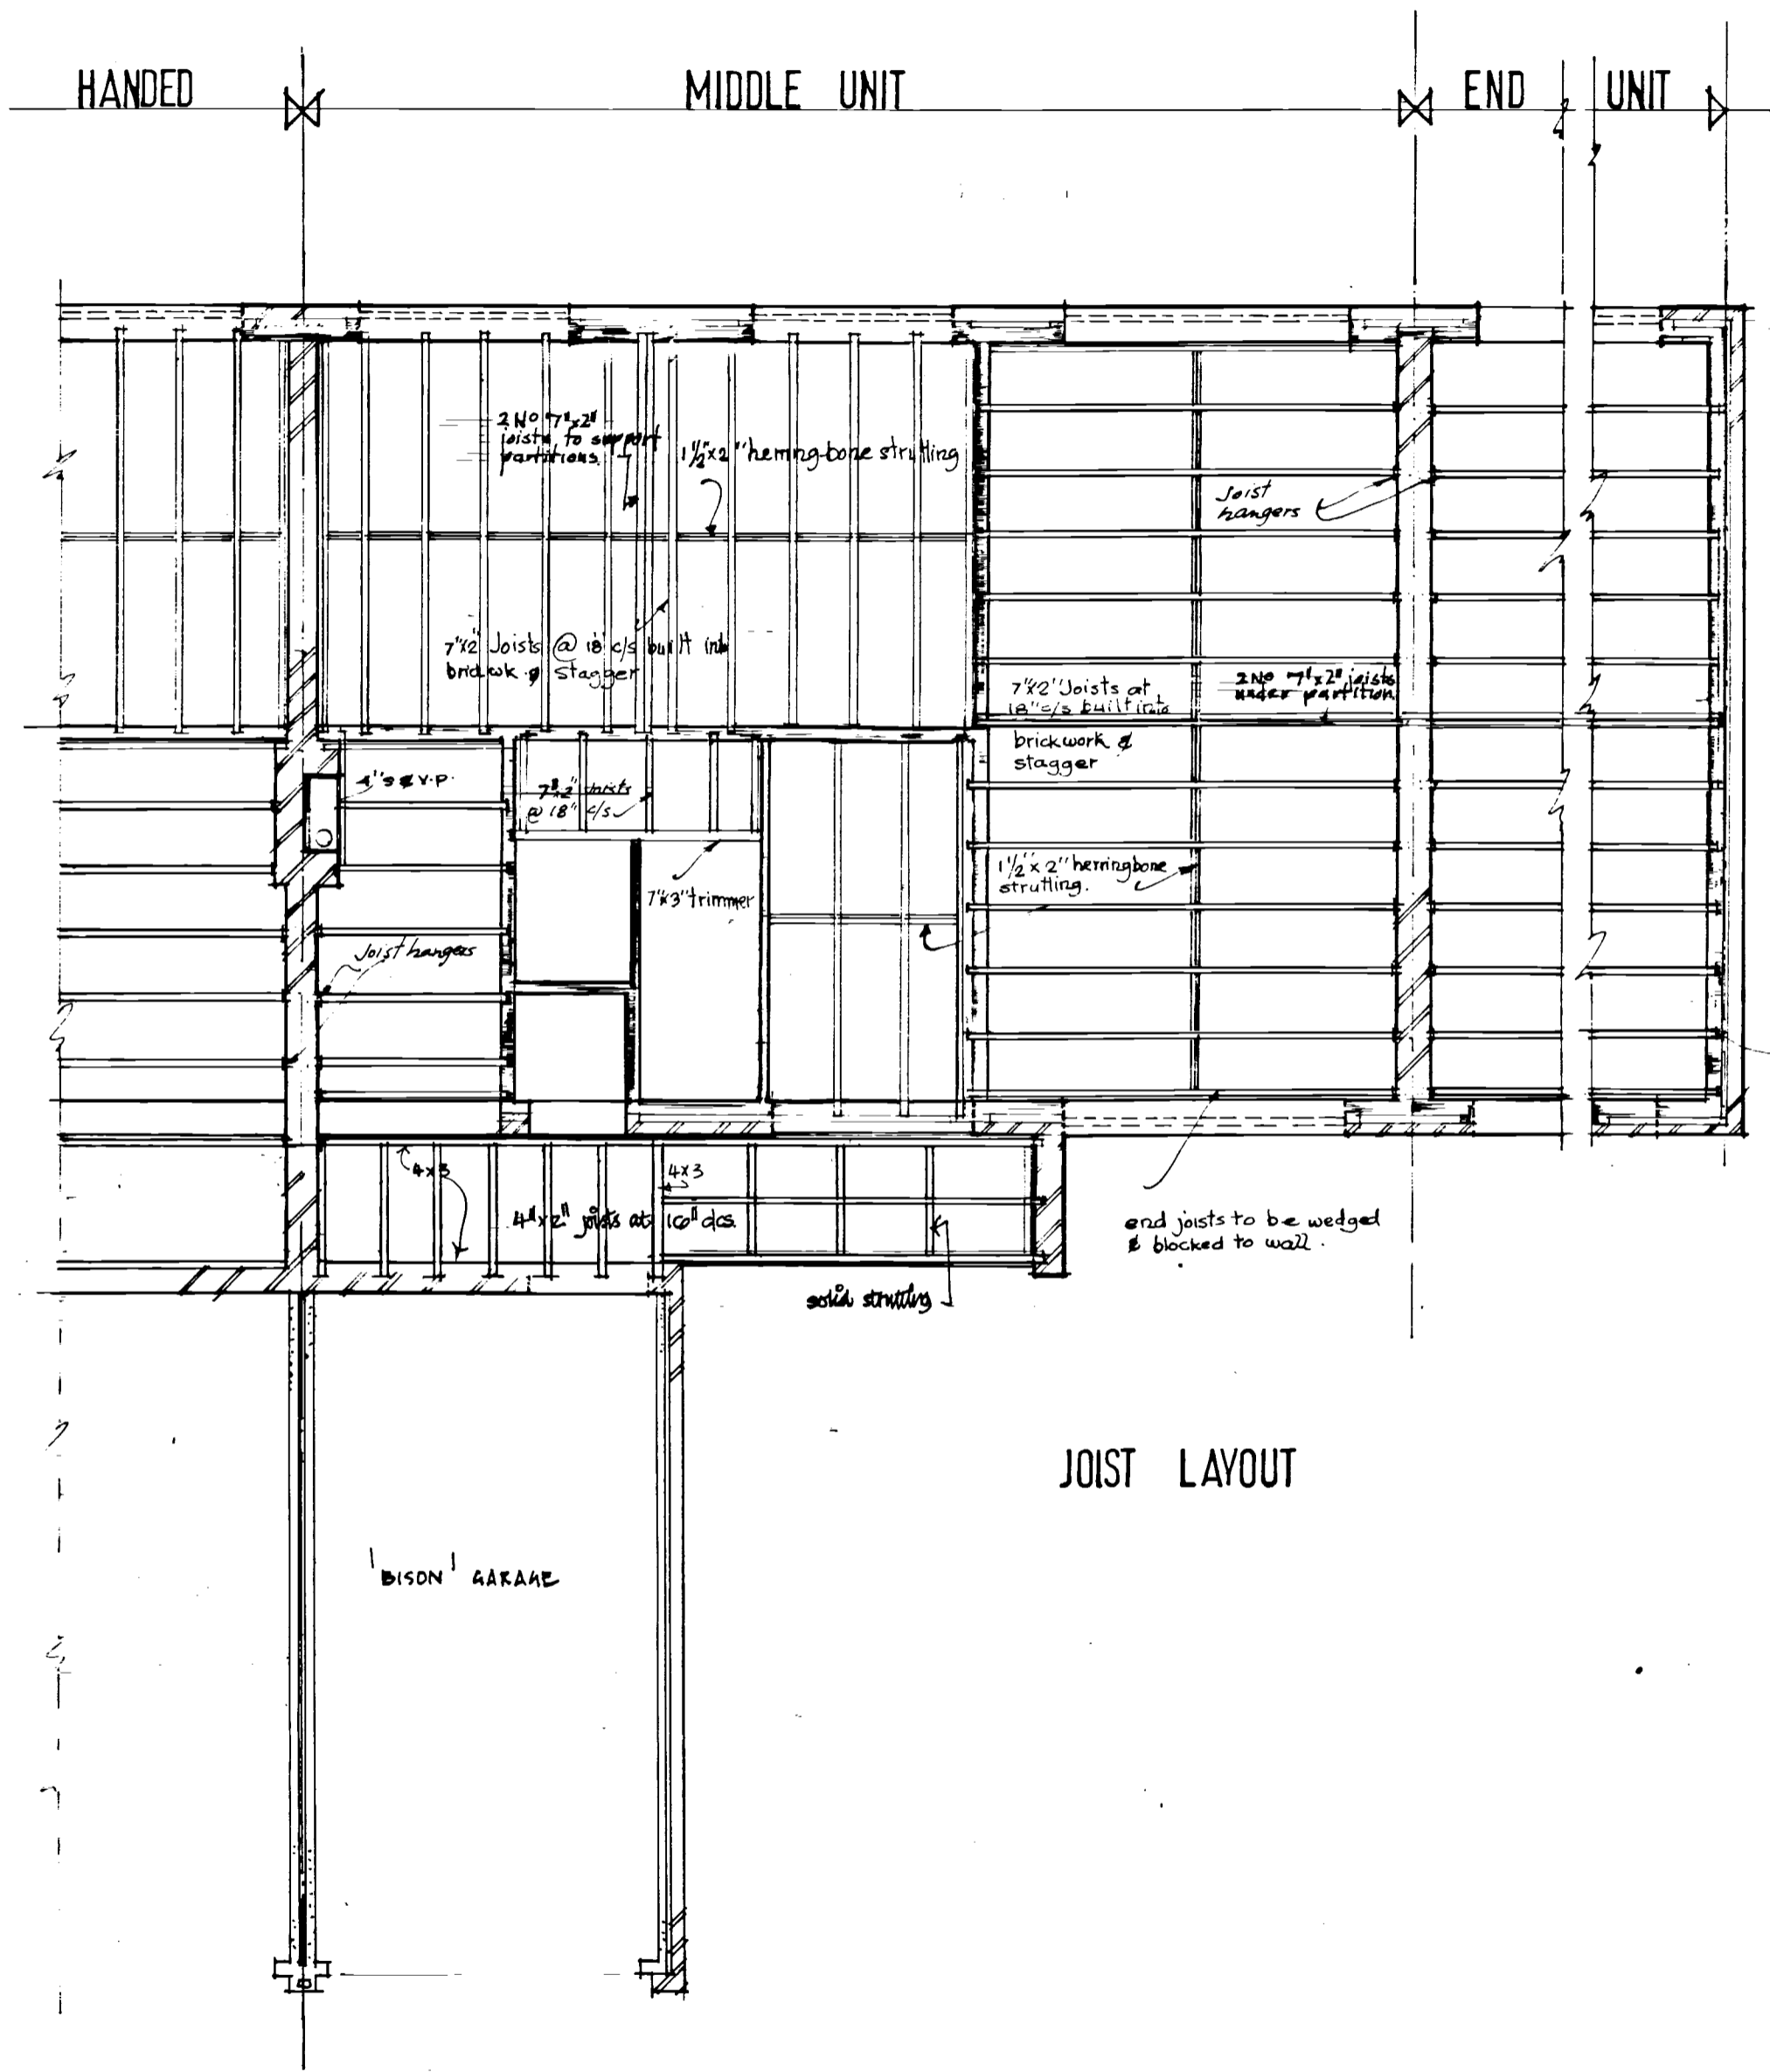 HANDED MIDDLE UNIT END UNIT
2 No 7"x2"
joists to support
partitions.
1½"x2" herring-bone strutting
Joist
hangers
7"x2" Joists @ 18" c/s built into
brickwk & stagger
7"x2" Joists at
18" c/s built into
brickwork &
stagger
2 No 7"x2" joists
under partition
4" S & V.P.
7"x2" Joists
@ 18" c/s
7"x3" trimmer
1½" x 2" herringbone
strutting.
Joist hangers
4x3
4x3
4"x2" joists at 16" c/cs.
end joists to be wedged
& blocked to wall.
solid strutting
JOIST LAYOUT
'BISON' GARAGE